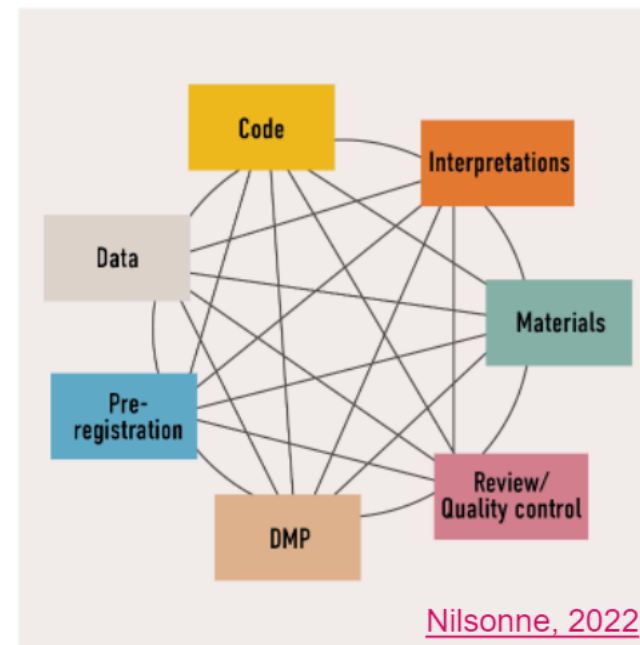 Code
Interpretations
Data
Materials
Pre-
registration
Review/
Quality control
DMP
Nilsonne, 2022